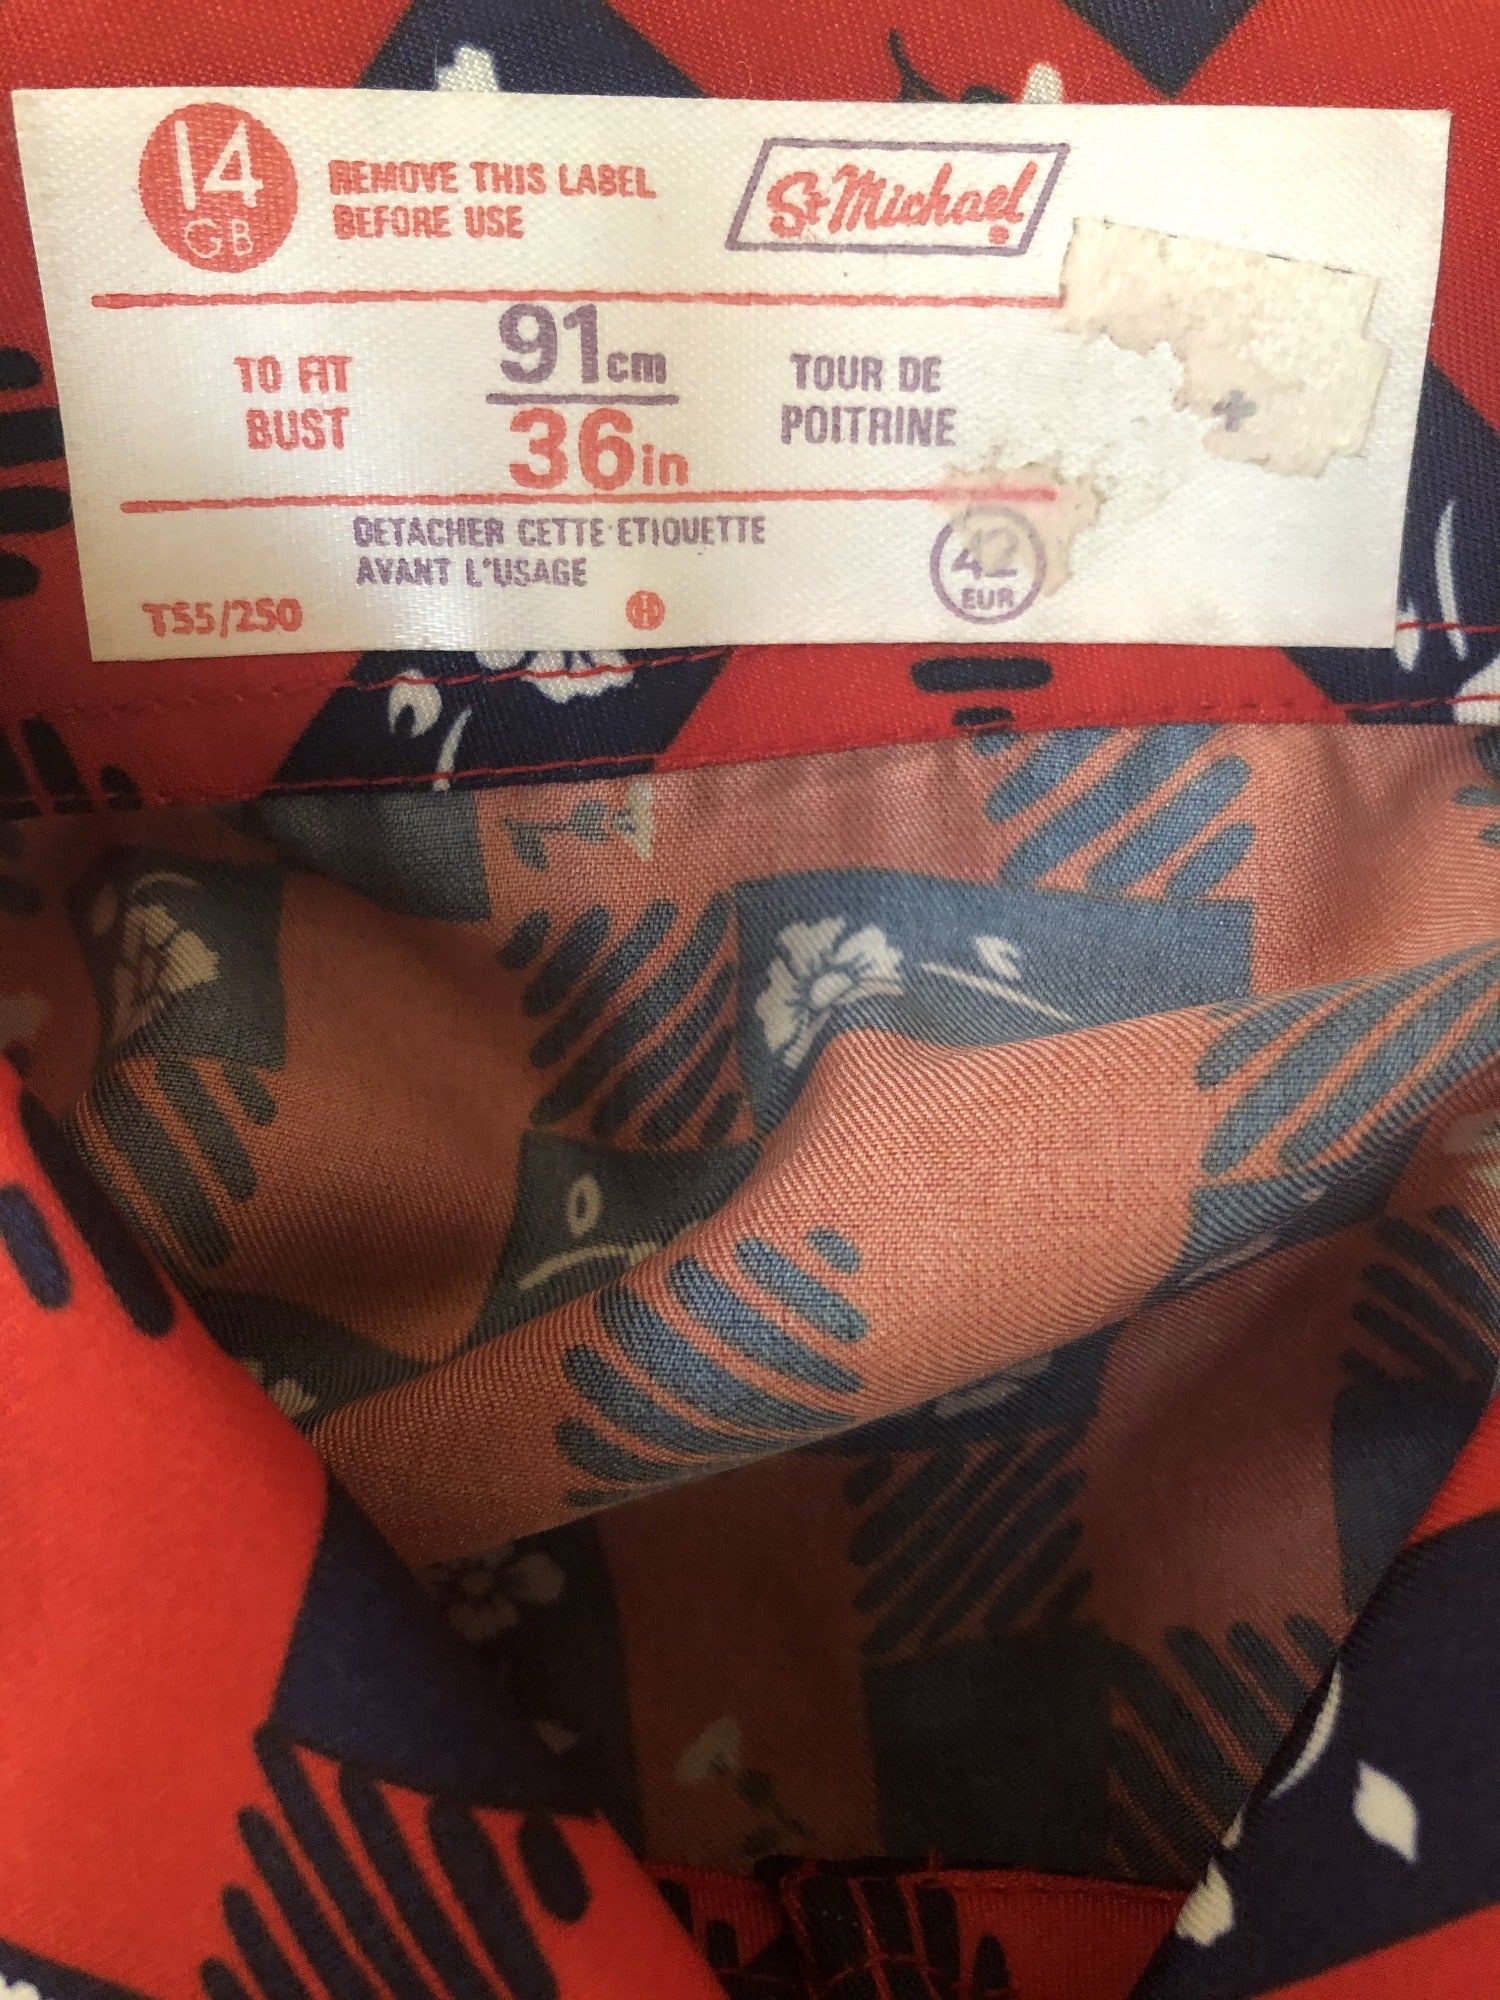 14
GB
REMOVE THIS LABEL
BEFORE USE
St Michael
TO FIT
BUST
91cm
36in
TOUR DE
POITRINE
DETACHER CETTE ETIQUETTE
AVANT L'USAGE
T55/250
H
42
EUR